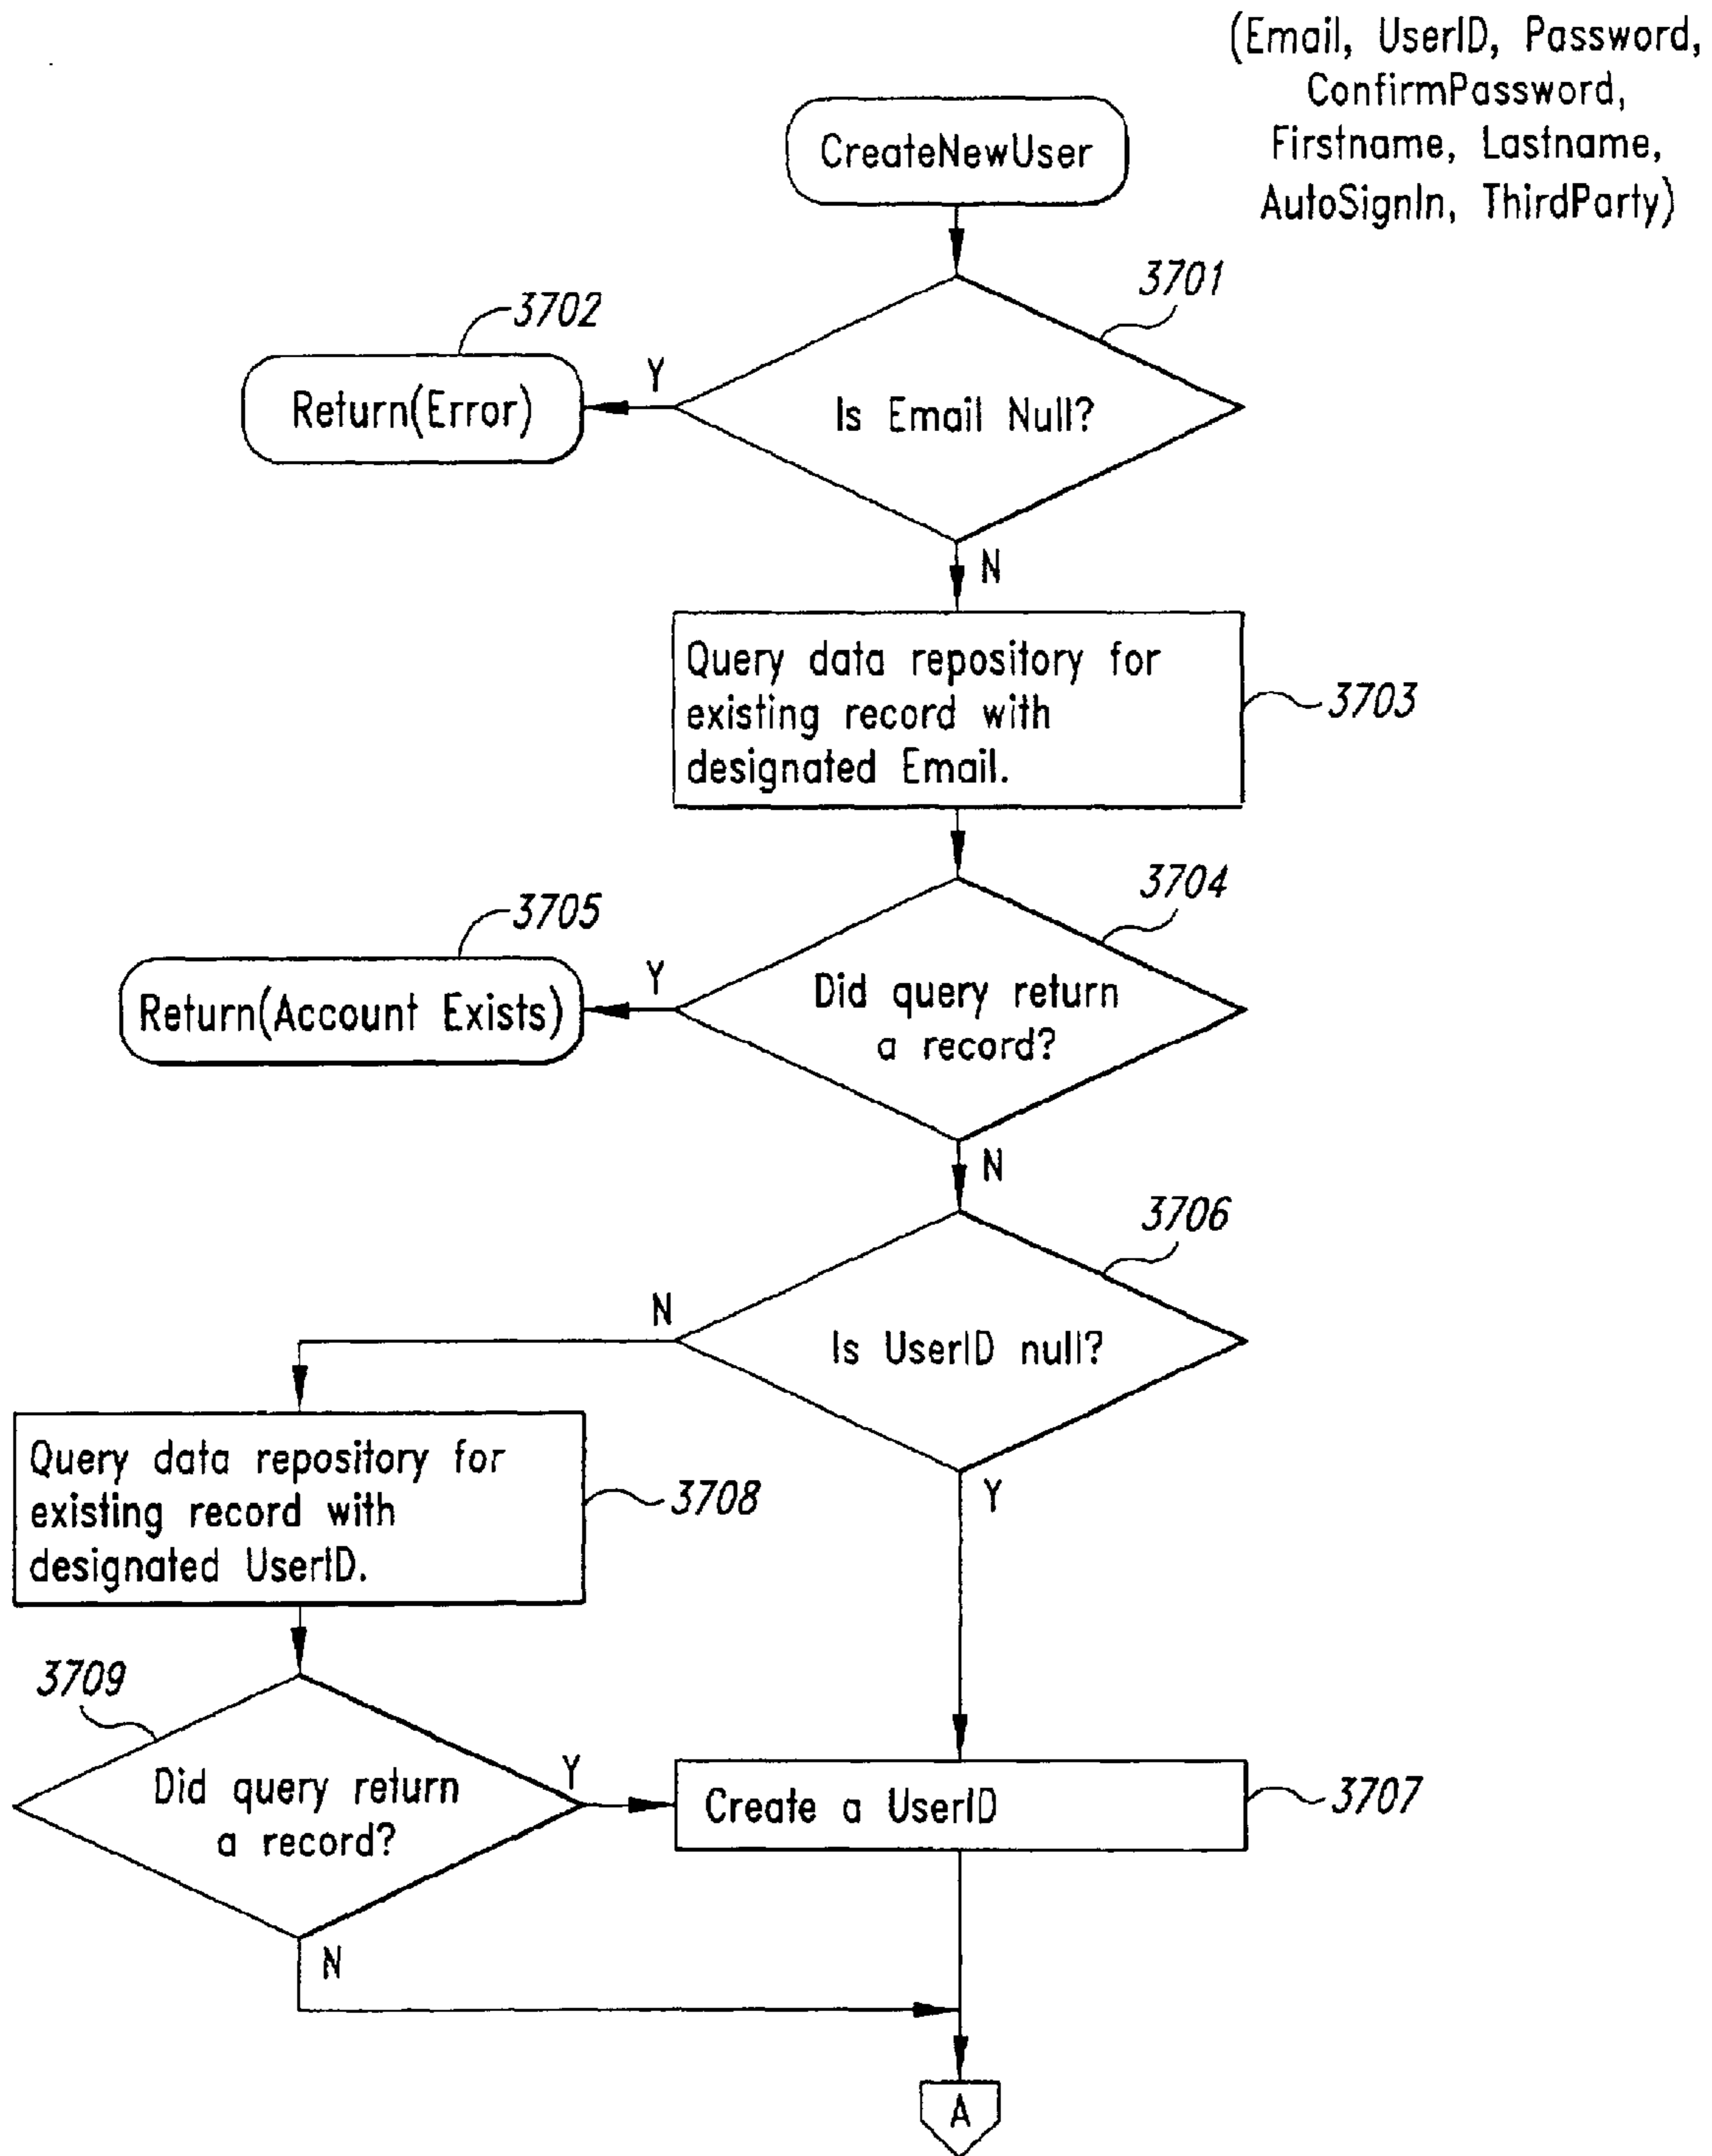 (Email, UserID, Password,
ConfirmPassword,
Firstname, Lastname,
AutoSignIn, ThirdParty)
CreateNewUser
3701
3702
Is Email Null?
Y
Return(Error)
N
Query data repository for
existing record with
designated Email.
3703
3704
3705
Did query return
a record?
Y
Return(Account Exists)
N
3706
Is UserID null?
N
Y
Query data repository for
existing record with
designated UserID.
3708
3709
Did query return
a record?
Y
Create a UserID
3707
N
A